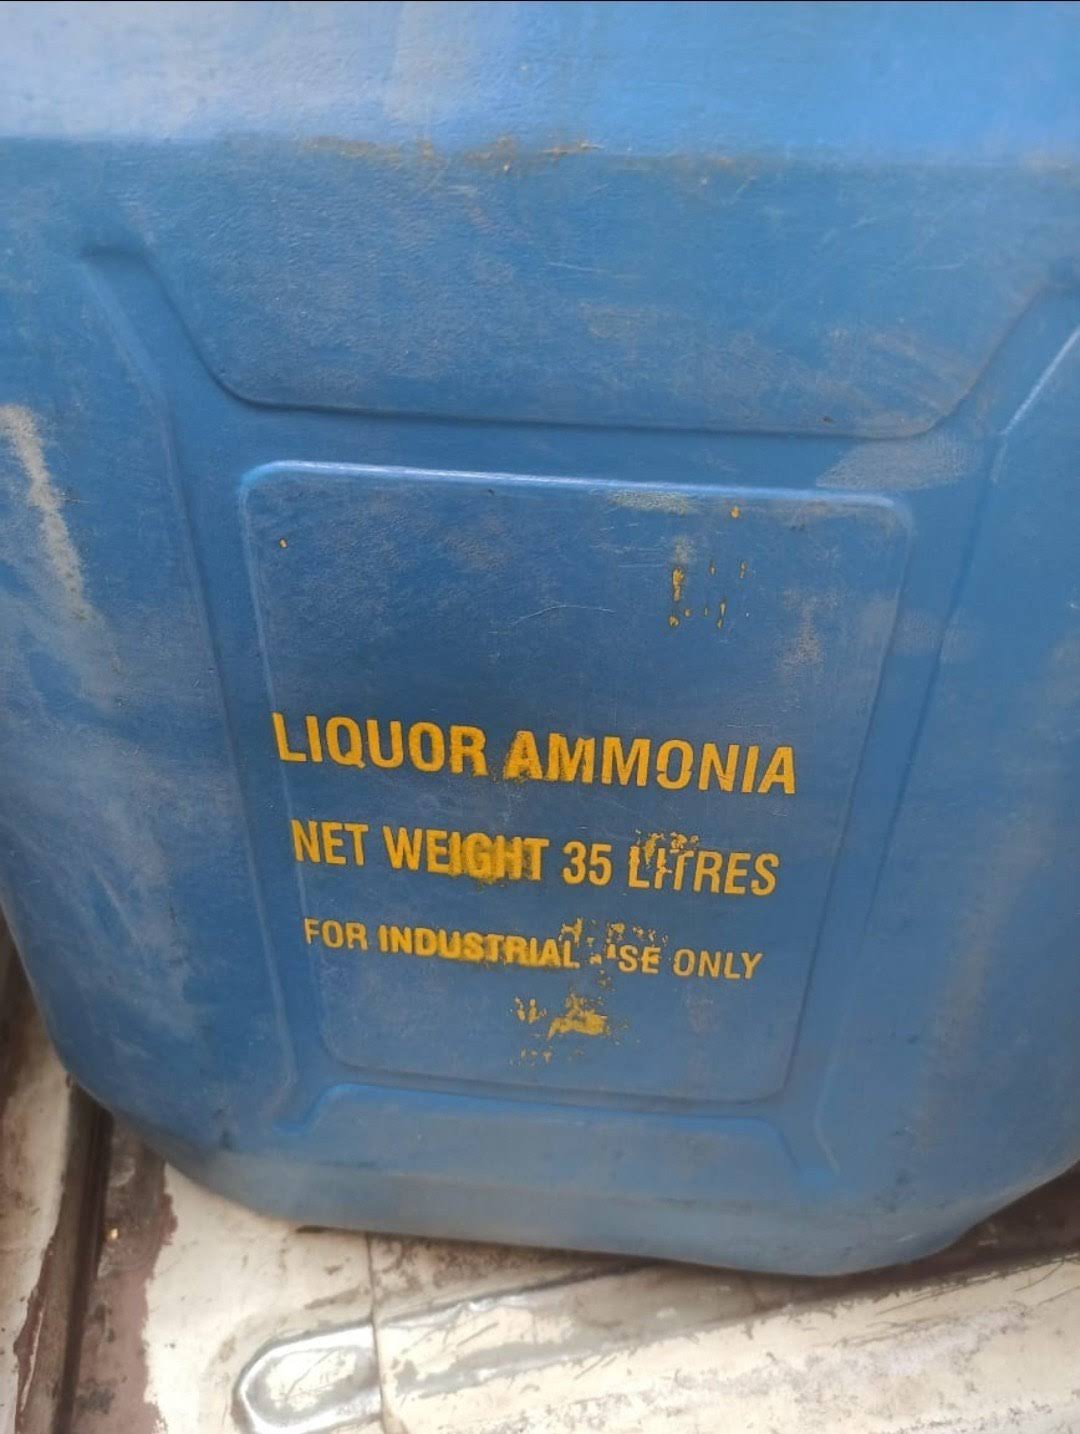 LIQUOR AMMONIA
NET WEIGHT 35 LITRES
FOR INDUSTRIAL USE ONLY